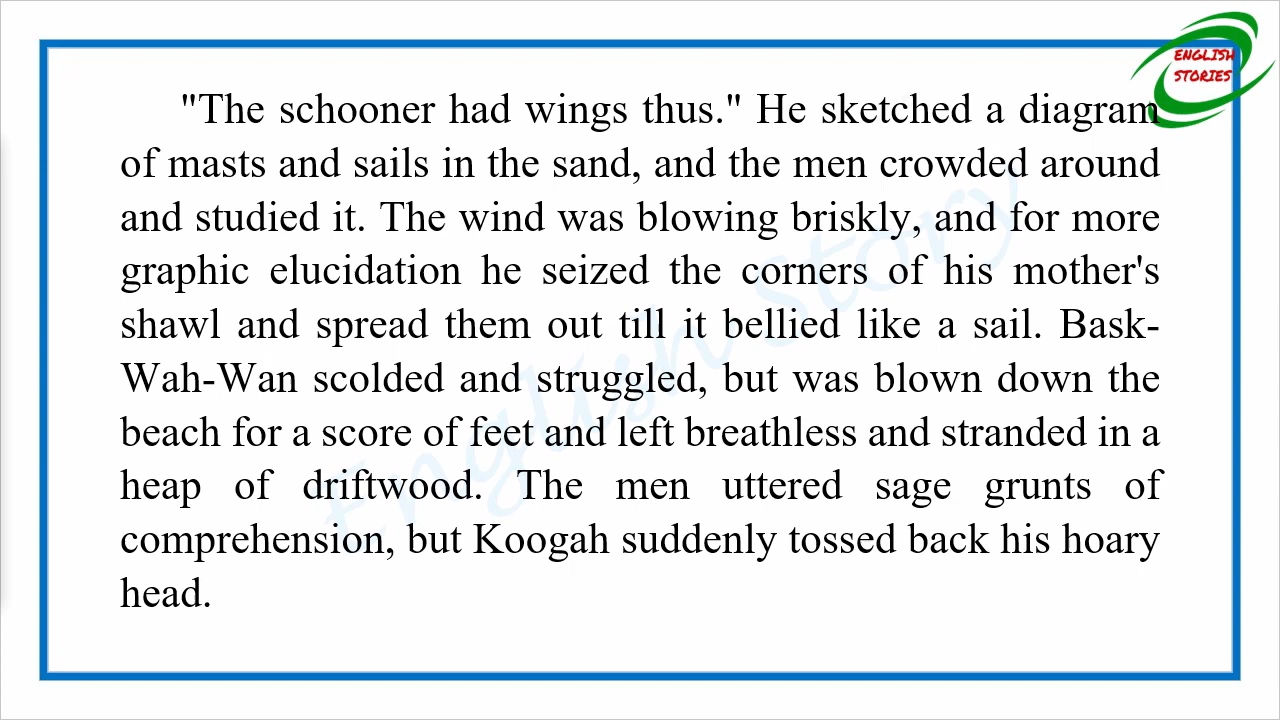 ENGLISH
STORIES
"The schooner had wings thus." He sketched a diagram
of masts and sails in the sand, and the men crowded around
and studied it. The wind was blowing briskly, and for more
graphic elucidation he seized the corners of his mother's
shawl and spread them out till it bellied like a sail. Bask-
Wah-Wan scolded and struggled, but was blown down the
beach for a score of feet and left breathless and stranded in a
heap of driftwood. The men uttered sage grunts of
comprehension, but Koogah suddenly tossed back his hoary
head.
English Story